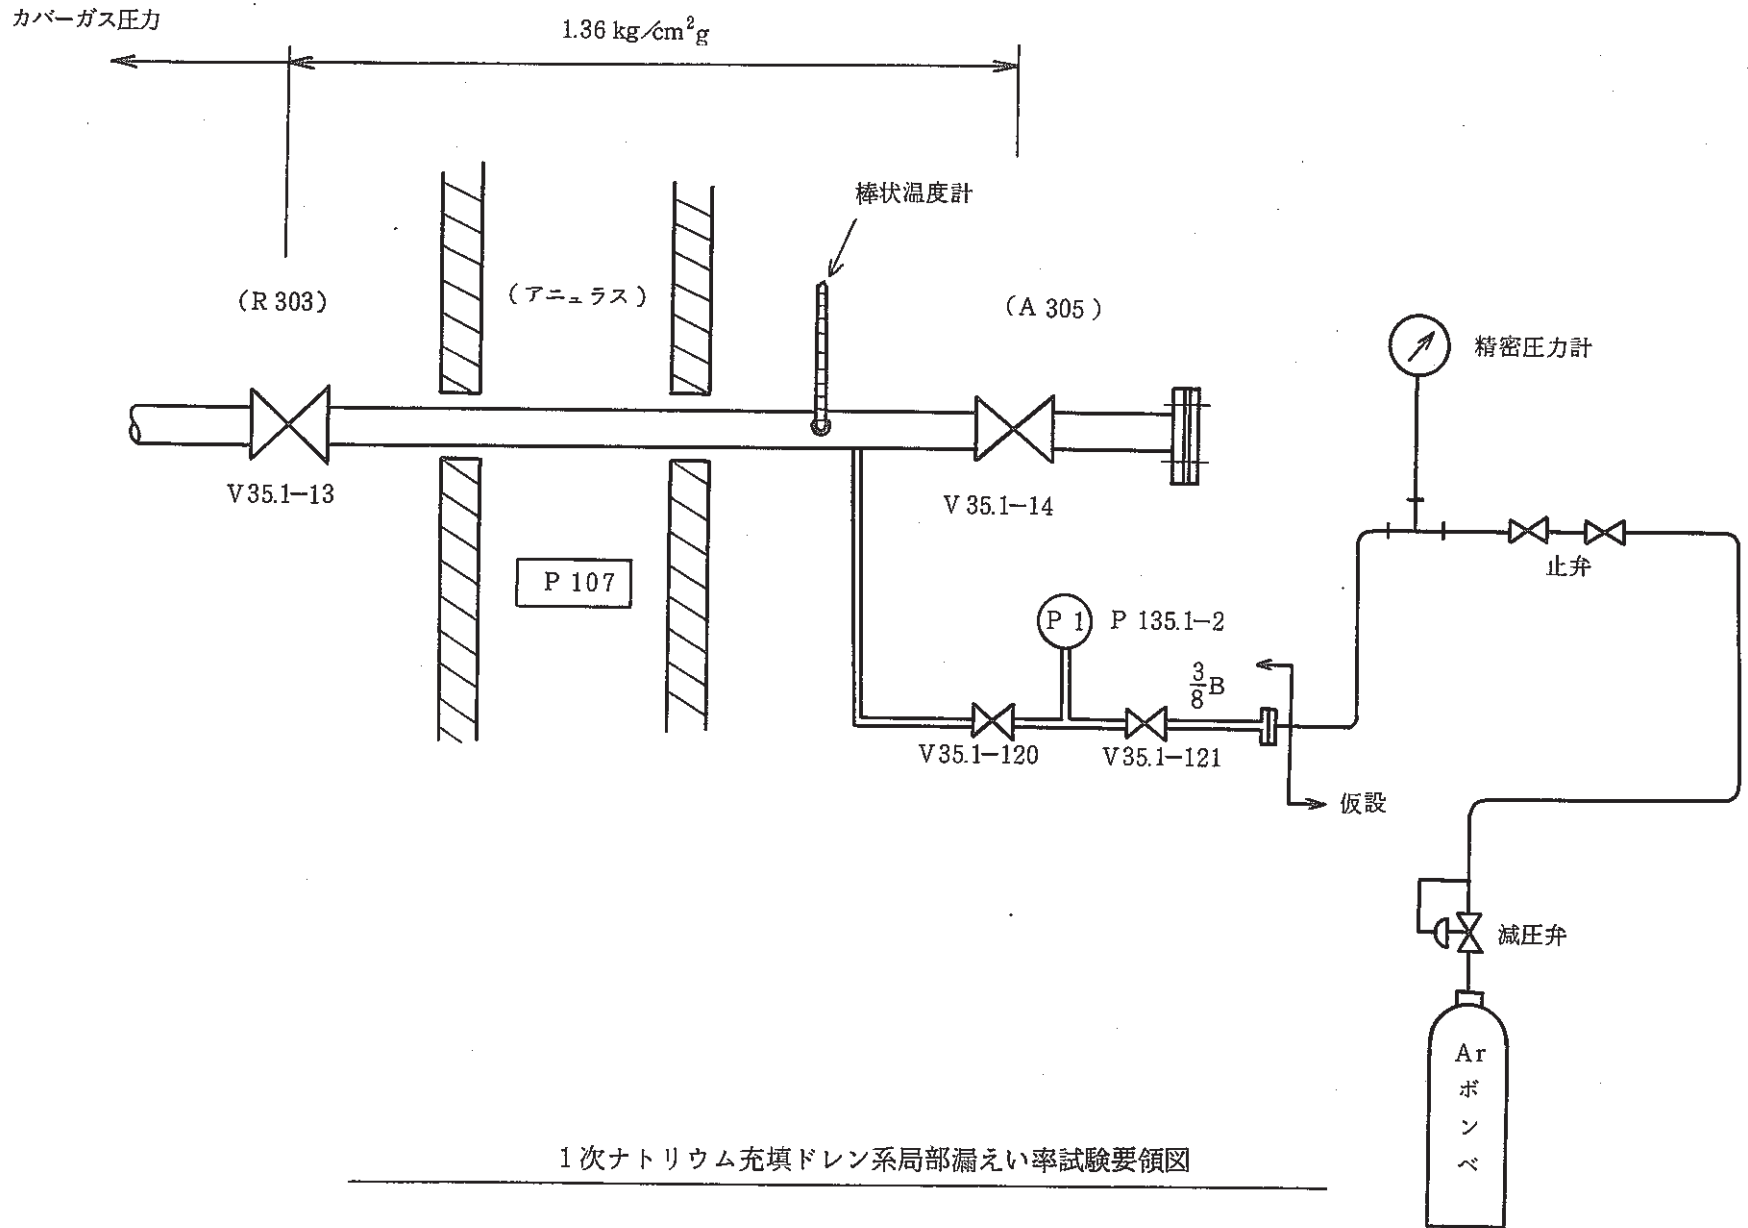 カバーガス圧力
1.36 kg/cm²g
棒状温度計
(R 303)
(アニュラス)
(A 305)
精密圧力計
V 35.1-13
V 35.1-14
止弁
P 107
P 1
P 135.1-2
3/8 B
V 35.1-120
V 35.1-121
仮設
減圧弁
Ar
ボ
ン
ベ
1次ナトリウム充填ドレン系局部漏えい率試験要領図